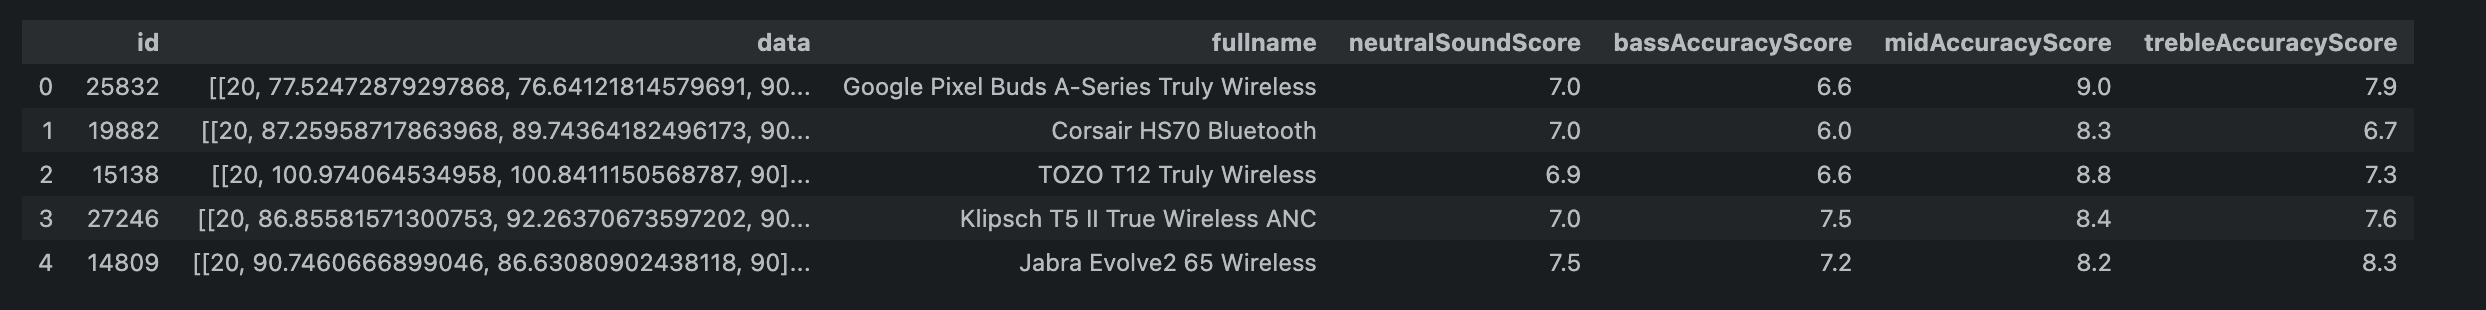 id data fullname neutralSoundScore bassAccuracyScore midAccuracyScore trebleAccuracyScore
0 25832 [[20, 77.52472879297868, 76.64121814579691, 90... Google Pixel Buds A-Series Truly Wireless 7.0 6.6 9.0 7.9
1 19882 [[20, 87.25958717863968, 89.74364182496173, 90... Corsair HS70 Bluetooth 7.0 6.0 8.3 6.7
2 15138 [[20, 100.974064534958, 100.8411150568787, 90]... TOZO T12 Truly Wireless 6.9 6.6 8.8 7.3
3 27246 [[20, 86.85581571300753, 92.26370673597202, 90... Klipsch T5 II True Wireless ANC 7.0 7.5 8.4 7.6
4 14809 [[20, 90.7460666899046, 86.63080902438118, 90]... Jabra Evolve2 65 Wireless 7.5 7.2 8.2 8.3